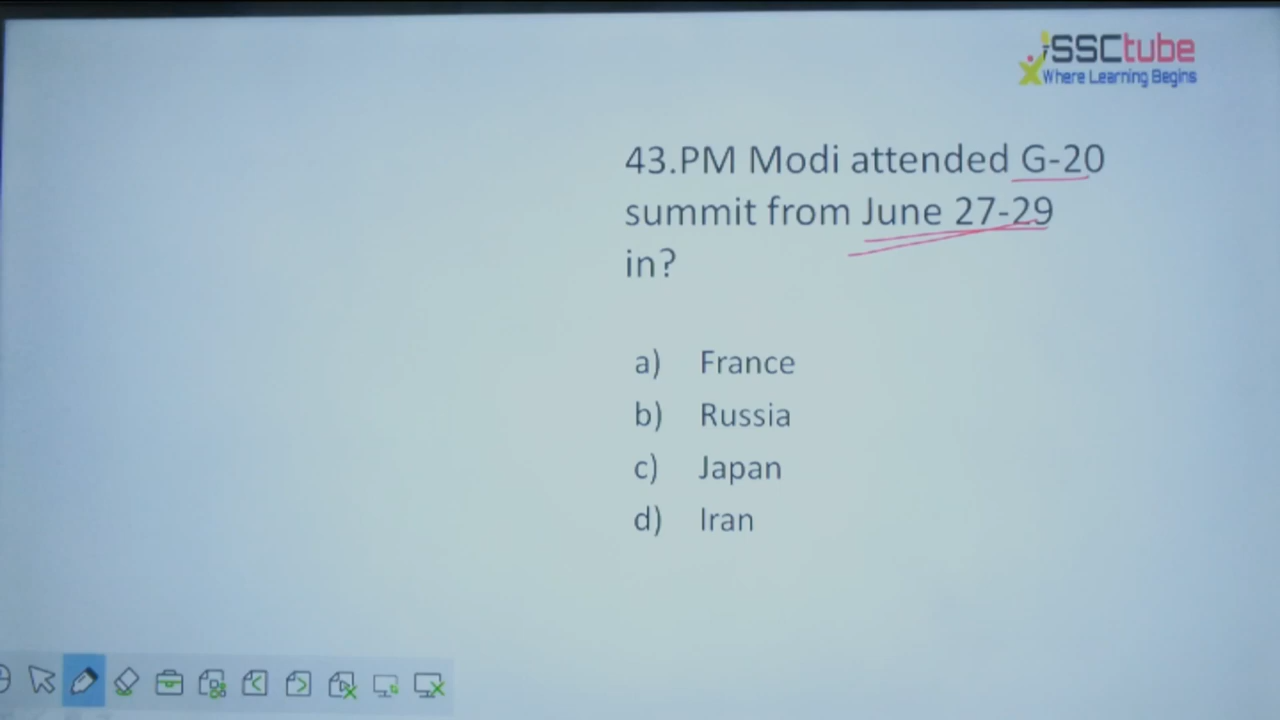 SSCtube
Where Learning Begins
43.PM Modi attended G-20
summit from June 27-29
in?
a) France
b) Russia
c) Japan
d) Iran